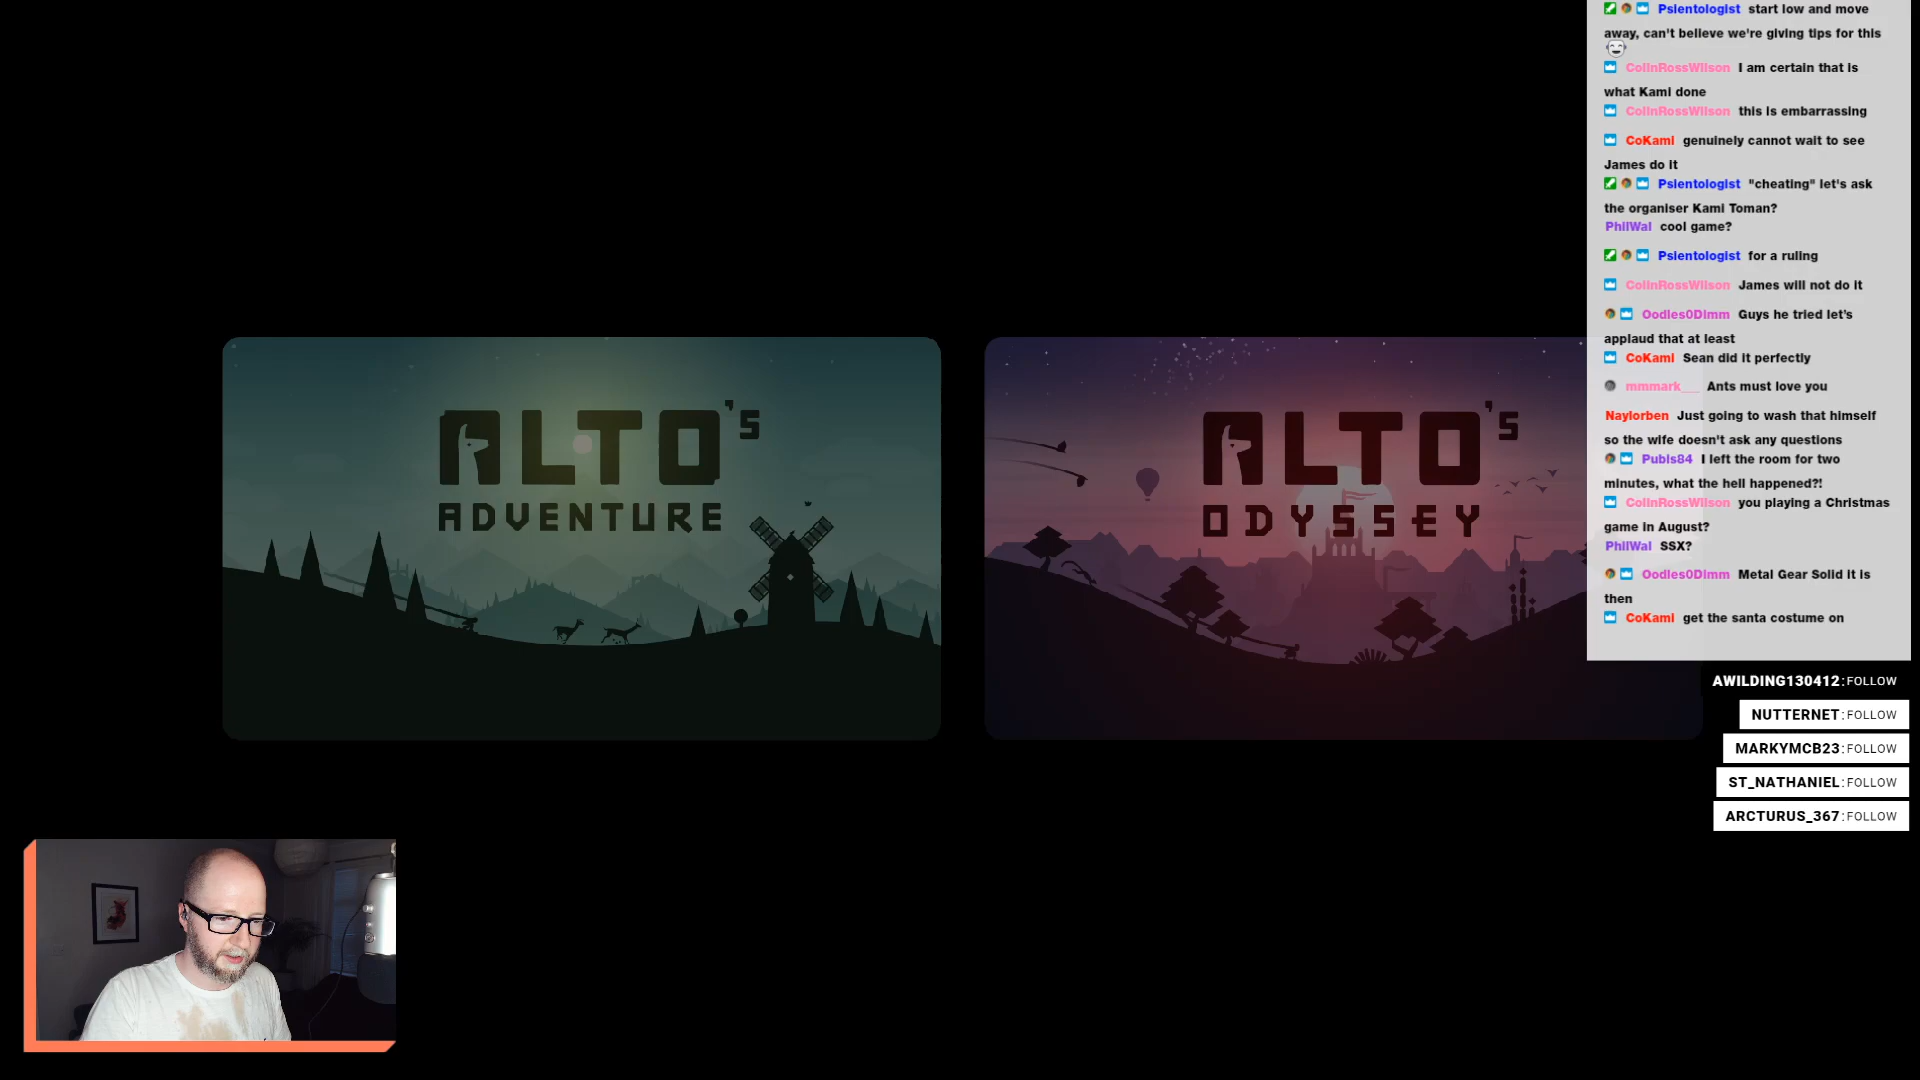 Psientologist start low and move
away, can't believe we're giving tips for this
ColinRossWilson I am certain that is
what Kami done
ColinRossWilson this is embarrassing
CoKami genuinely cannot wait to see
James do it
Psientologist "cheating" let's ask
the organiser Kami Toman?
PhilWal cool game?
Psientologist for a ruling
ColinRossWilson James will not do it
Oodles0Dimm Guys he tried let's
applaud that at least
CoKami Sean did it perfectly
mmmark___ Ants must love you
Naylorben Just going to wash that himself
so the wife doesn't ask any questions
Pubis84 I left the room for two
minutes, what the hell happened?!
ColinRossWilson you playing a Christmas
game in August?
PhilWal SSX?
Oodles0Dimm Metal Gear Solid it is
then
CoKami get the santa costume on
ALTO'S
ADVENTURE
ALTO'S
ODYSSEY
AWILDING130412:FOLLOW
NUTTERNET:FOLLOW
MARKYMCB23:FOLLOW
ST_NATHANIEL:FOLLOW
ARCTURUS_367:FOLLOW